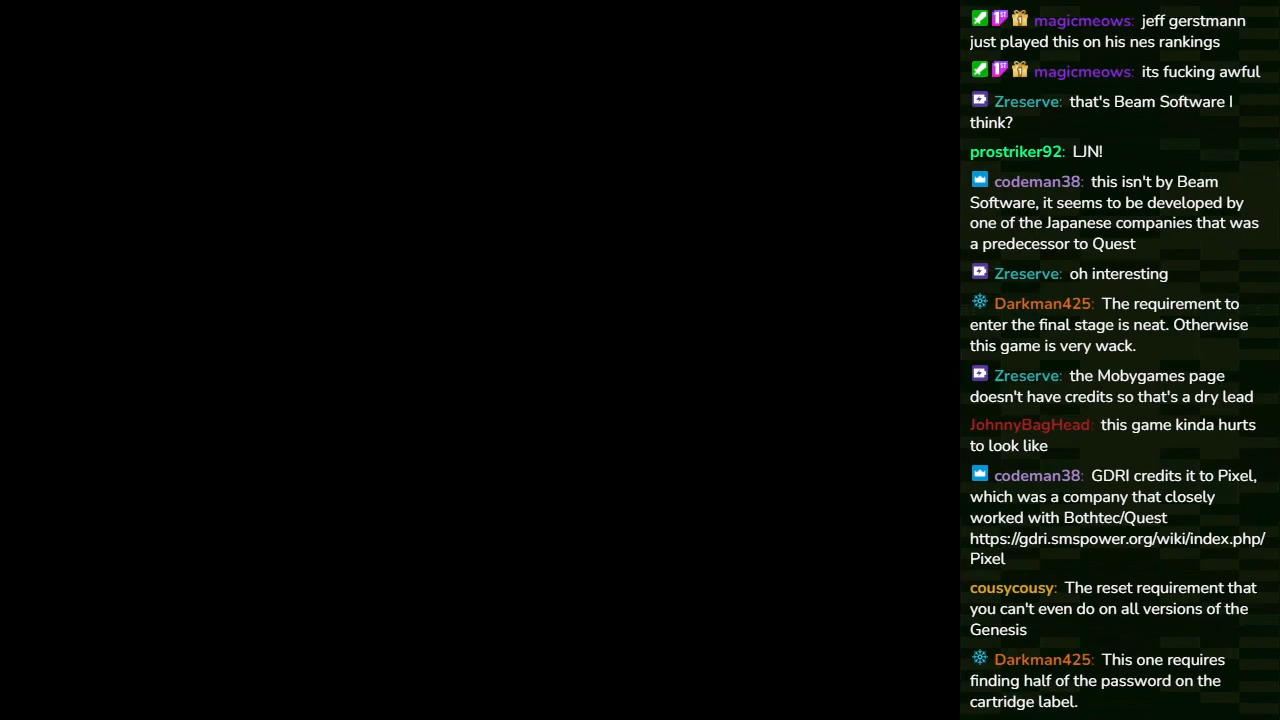 magicmeows: jeff gerstmann
just played this on his nes rankings
magicmeows: its fucking awful
Zreserve: that's Beam Software I
think?
prostriker92: LJN!
codeman38: this isn't by Beam
Software, it seems to be developed by
one of the Japanese companies that was
a predecessor to Quest
Zreserve: oh interesting
Darkman425: The requirement to
enter the final stage is neat. Otherwise
this game is very wack.
Zreserve: the Mobygames page
doesn't have credits so that's a dry lead
JohnnyBagHead: this game kinda hurts
to look like
codeman38: GDRI credits it to Pixel,
which was a company that closely
worked with Bothtec/Quest
https://gdri.smspower.org/wiki/index.php/
Pixel
cousycousy: The reset requirement that
you can't even do on all versions of the
Genesis
Darkman425: This one requires
finding half of the password on the
cartridge label.